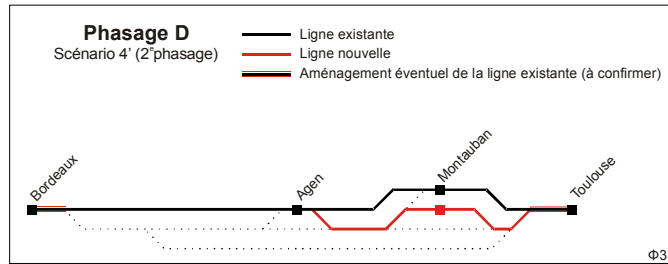 Phasage D
Scénario 4' (2°phasage)
Ligne existante
Ligne nouvelle
Aménagement éventuel de la ligne existante (à confirmer)
Bordeaux
Agen
Montauban
Toulouse
Φ3